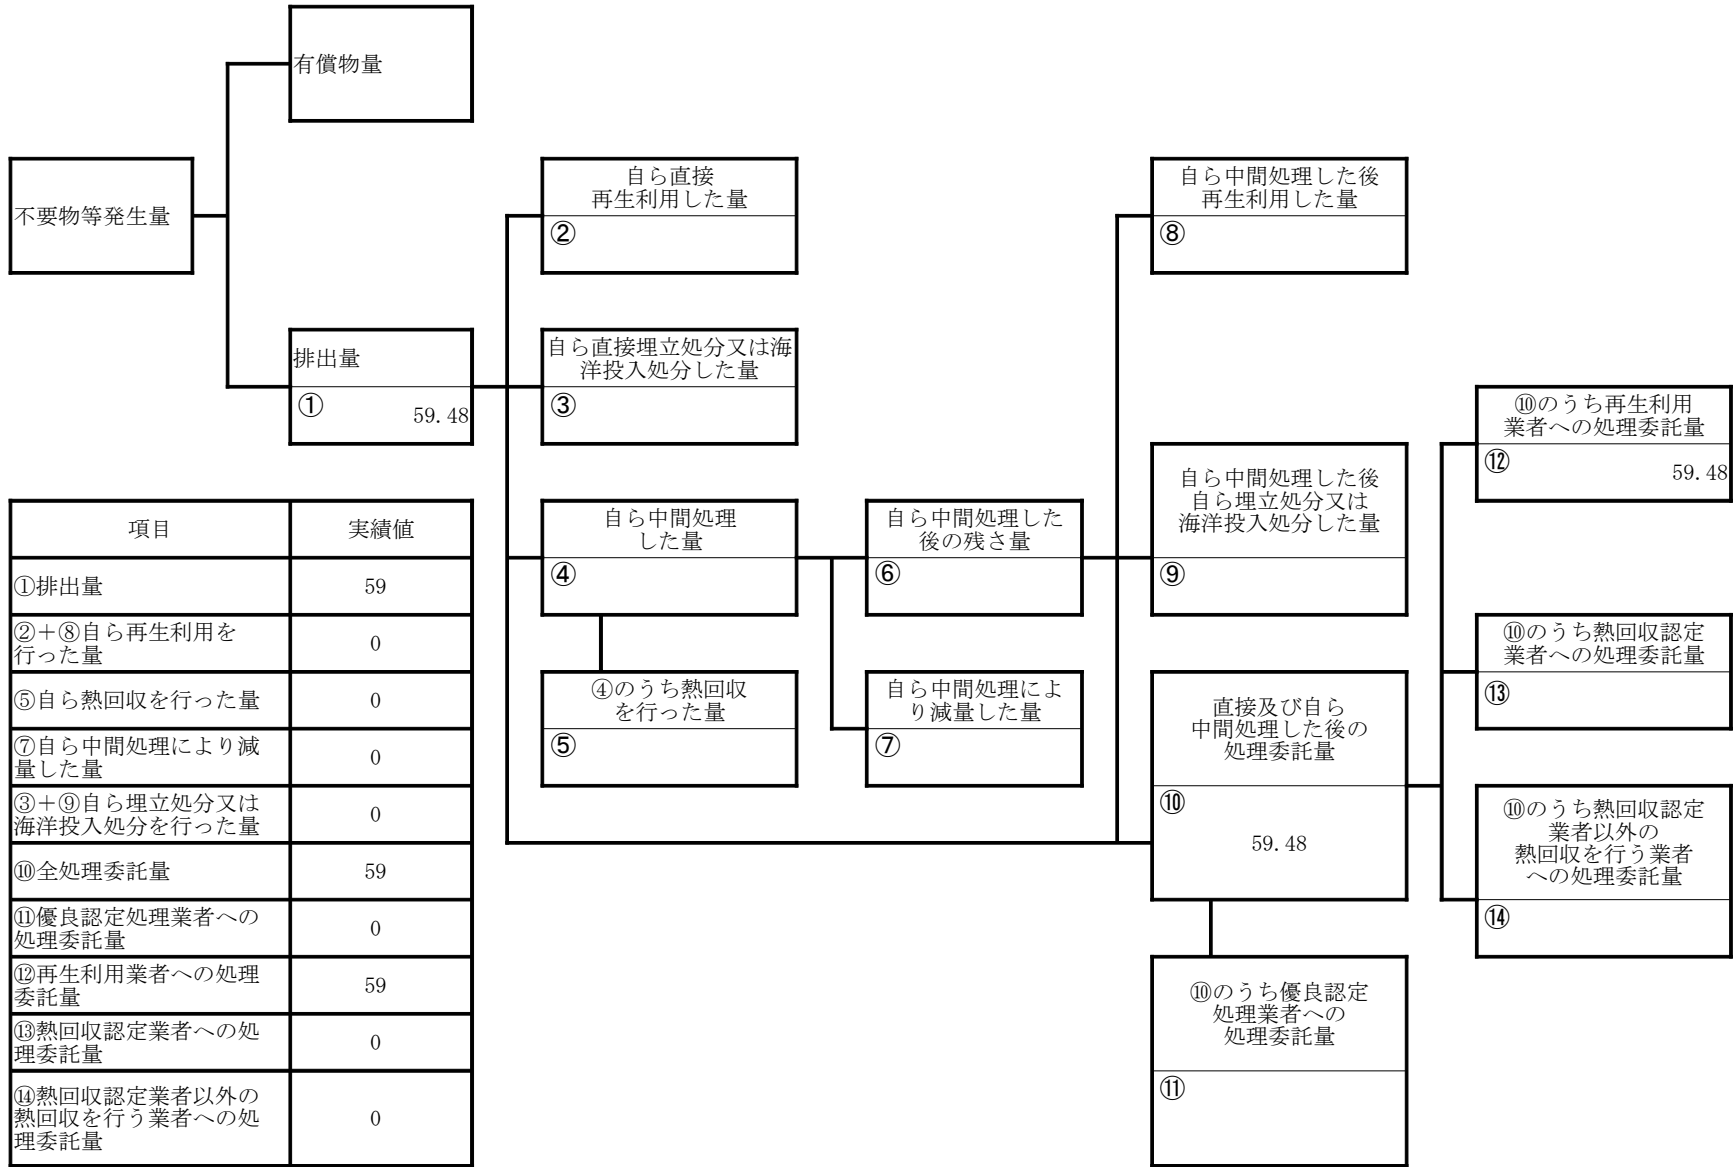 有償物量
不要物等発生量
排出量
①
59.48
自ら直接
再生利用した量
②
自ら直接埋立処分又は海
洋投入処分した量
③
自ら中間処理
した量
④
④のうち熱回収
を行った量
⑤
自ら中間処理した
後の残さ量
⑥
自ら中間処理によ
り減量した量
⑦
自ら中間処理した後
再生利用した量
⑧
自ら中間処理した後
自ら埋立処分又は
海洋投入処分した量
⑨
直接及び自ら
中間処理した後の
処理委託量
⑩
59.48
⑩のうち優良認定
処理業者への
処理委託量
⑪
⑩のうち再生利用
業者への処理委託量
⑫
59.48
⑩のうち熱回収認定
業者への処理委託量
⑬
⑩のうち熱回収認定
業者以外の
熱回収を行う業者
への処理委託量
⑭
項目 実績値
①排出量 59
②+⑧自ら再生利用を
行った量 0
⑤自ら熱回収を行った量 0
⑦自ら中間処理により減
量した量 0
③+⑨自ら埋立処分又は
海洋投入処分を行った量 0
⑩全処理委託量 59
⑪優良認定処理業者への
処理委託量 0
⑫再生利用業者への処理
委託量 59
⑬熱回収認定業者への処
理委託量 0
⑭熱回収認定業者以外の
熱回収を行う業者への処
理委託量 0